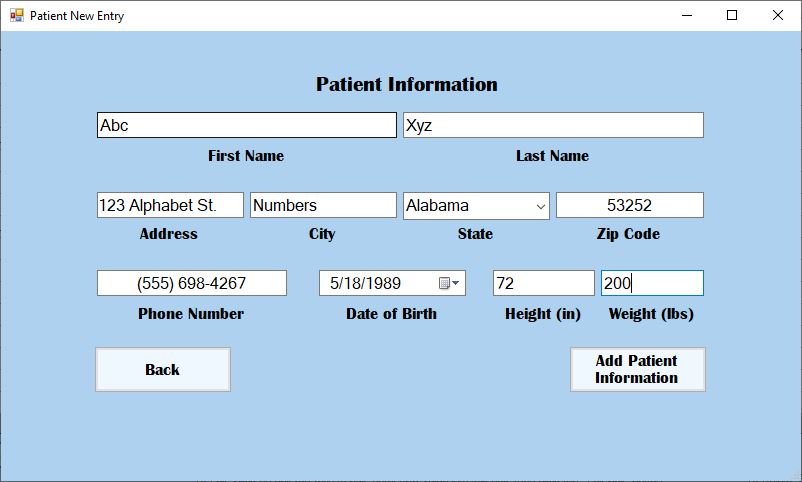 Patient New Entry
Patient Information
Abc Xyz
First Name Last Name
123 Alphabet St. Numbers Alabama 53252
Address City State Zip Code
(555) 698-4267 5/18/1989 72 200
Phone Number Date of Birth Height (in) Weight (lbs)
Back Add Patient
Information